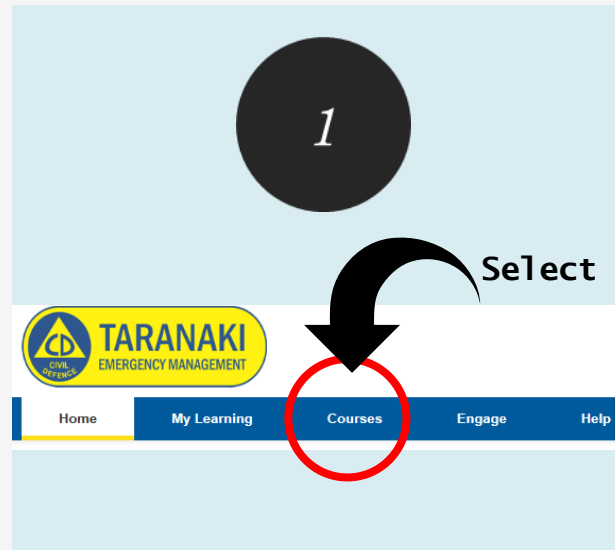 1
Select
TARANAKI
EMERGENCY MANAGEMENT
CD
CIVIL
DEFENCE
Home My Learning Courses Engage Help